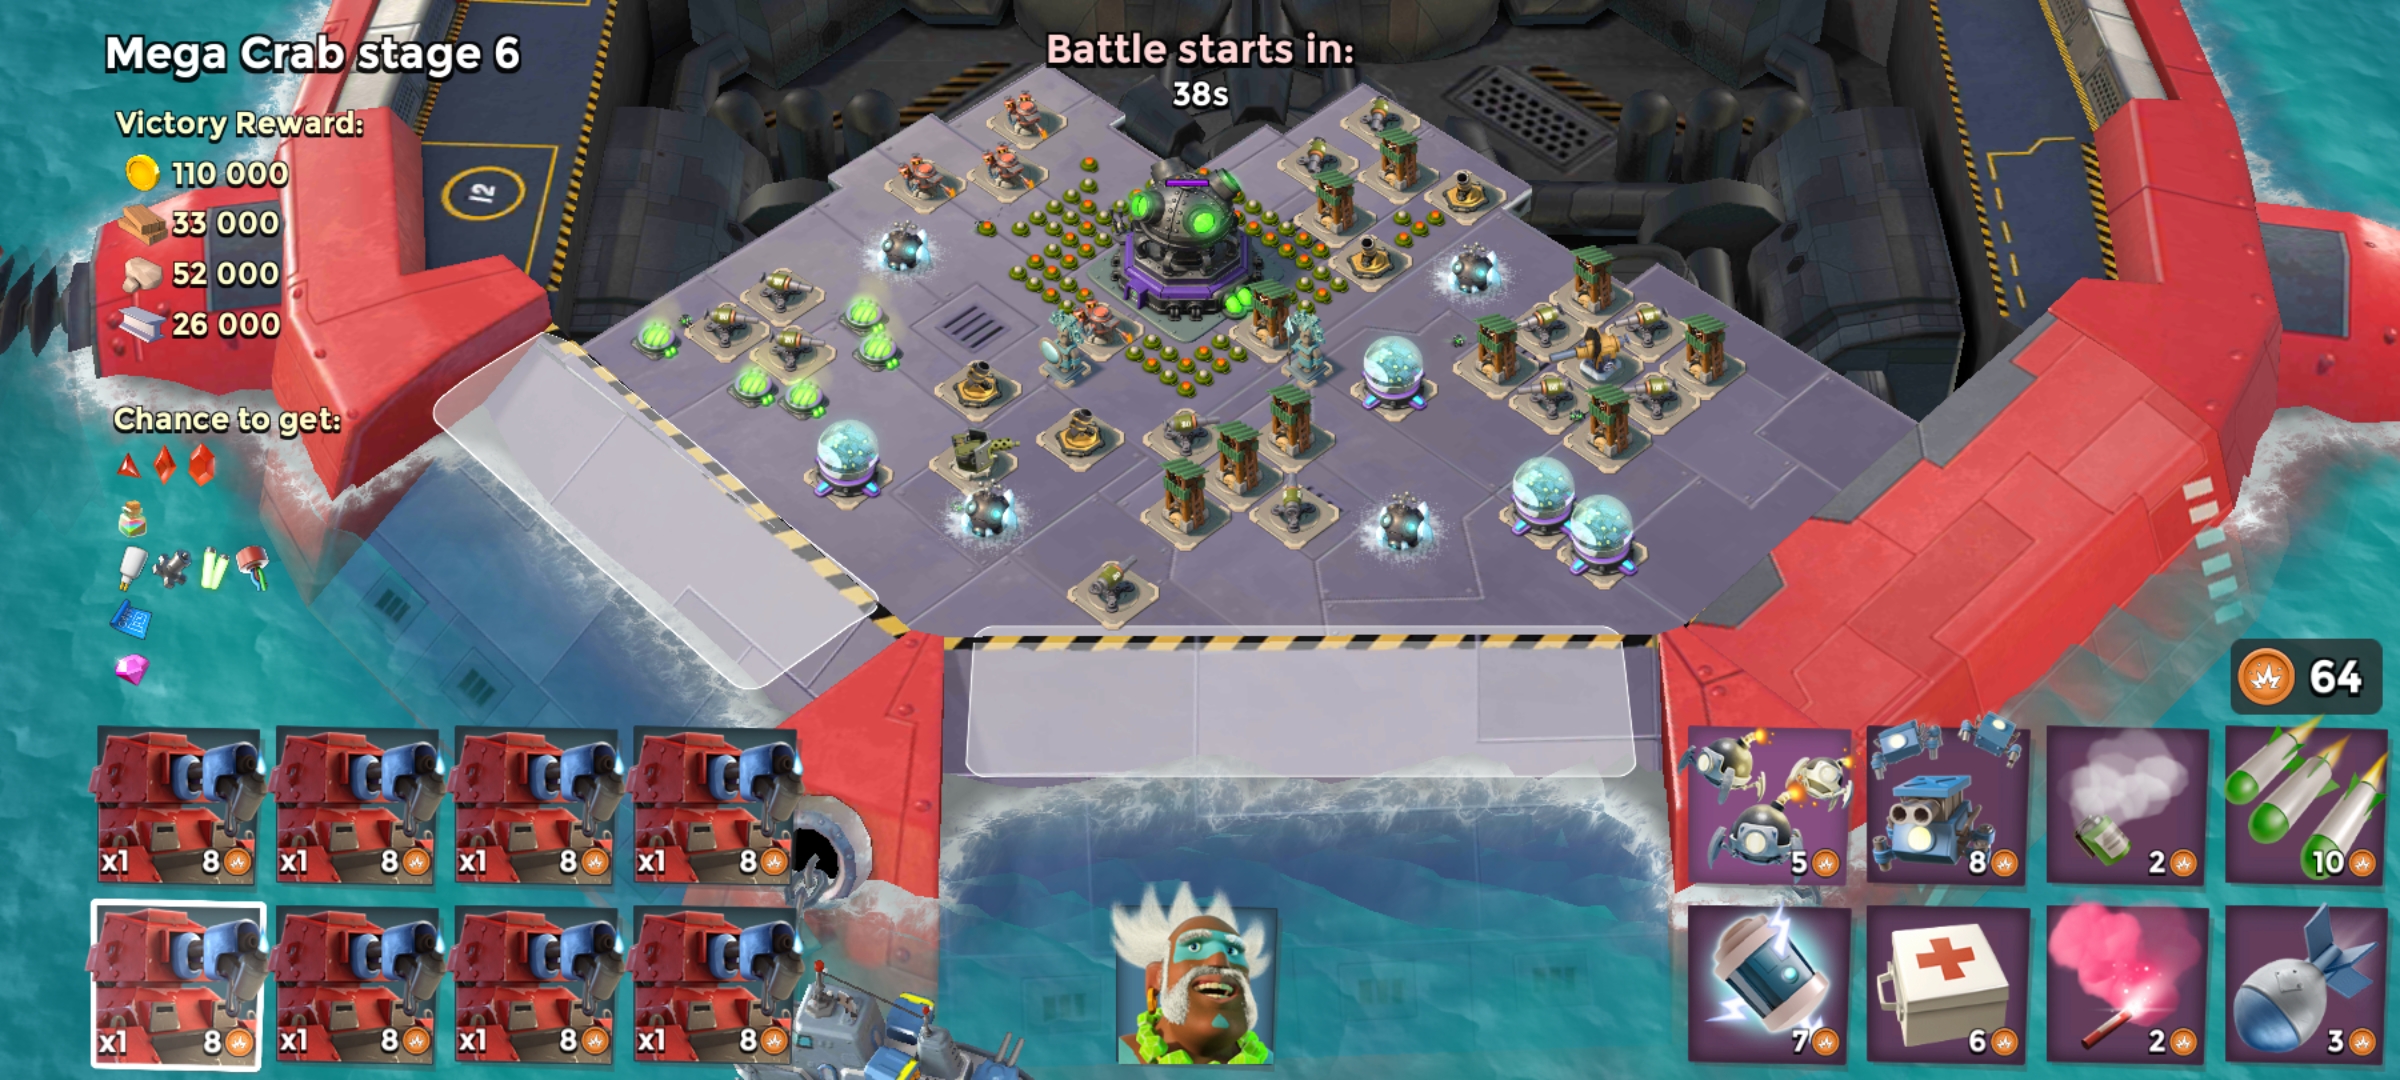 Mega Crab stage 6
Battle starts in:
38s
Victory Reward:
110 000
33 000
52 000
26 000
Chance to get:
12
64
x1 8
x1 8
x1 8
x1 8
5
8
2
10
x1 8
x1 8
x1 8
x1 8
7
6
2
3